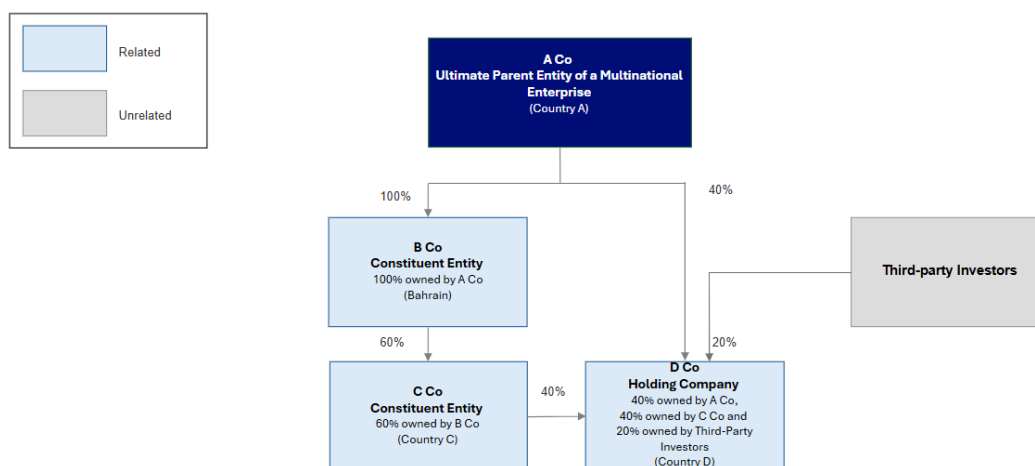 Related
Unrelated
A Co
Ultimate Parent Entity of a Multinational
Enterprise
(Country A)
100%
40%
B Co
Constituent Entity
100% owned by A Co
(Bahrain)
Third-party Investors
60%
20%
C Co
Constituent Entity
60% owned by B Co
(Country C)
40%
D Co
Holding Company
40% owned by A Co,
40% owned by C Co and
20% owned by Third-Party
Investors
(Country D)